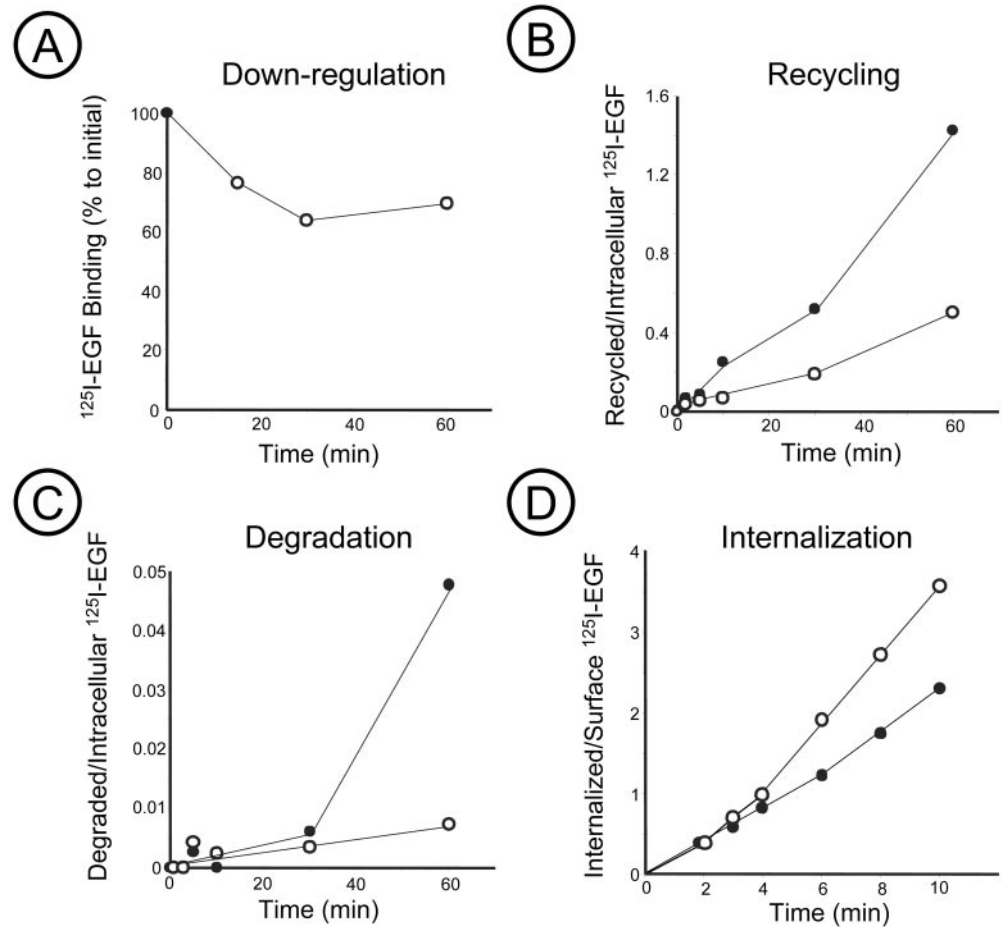 A
Down-regulation
¹²⁵I-EGF Binding (% to initial)
100
80
60
40
20
0
0
20
40
60
Time (min)
B
Recycling
Recycled/Intracellular ¹²⁵I-EGF
1.6
1.2
0.8
0.4
0
0
20
40
60
Time (min)
C
Degradation
Degraded/Intracellular ¹²⁵I-EGF
0.05
0.04
0.03
0.02
0.01
0
0
20
40
60
Time (min)
D
Internalization
Internalized/Surface ¹²⁵I-EGF
4
3
2
1
0
0
2
4
6
8
10
Time (min)